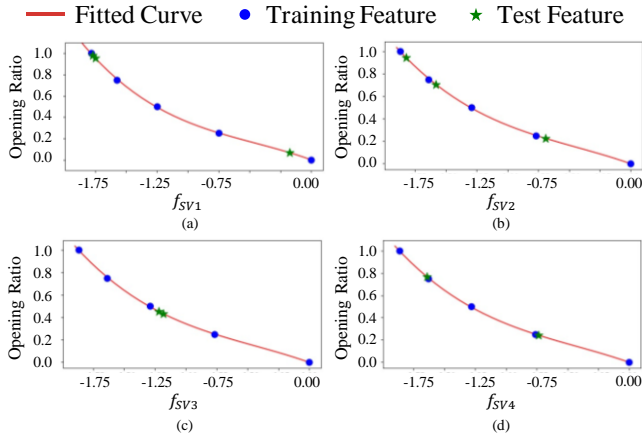 Fitted Curve Training Feature Test Feature
Opening Ratio
1.0
0.8
0.6
0.4
0.2
0.0
-1.75 -1.25 -0.75 0.00
fSV1
(a)
Opening Ratio
1.0
0.8
0.6
0.4
0.2
0.0
-1.75 -1.25 -0.75 0.00
fSV2
(b)
Opening Ratio
1.0
0.8
0.6
0.4
0.2
0.0
-1.75 -1.25 -0.75 0.00
fSV3
(c)
Opening Ratio
1.0
0.8
0.6
0.4
0.2
0.0
-1.75 -1.25 -0.75 0.00
fSV4
(d)